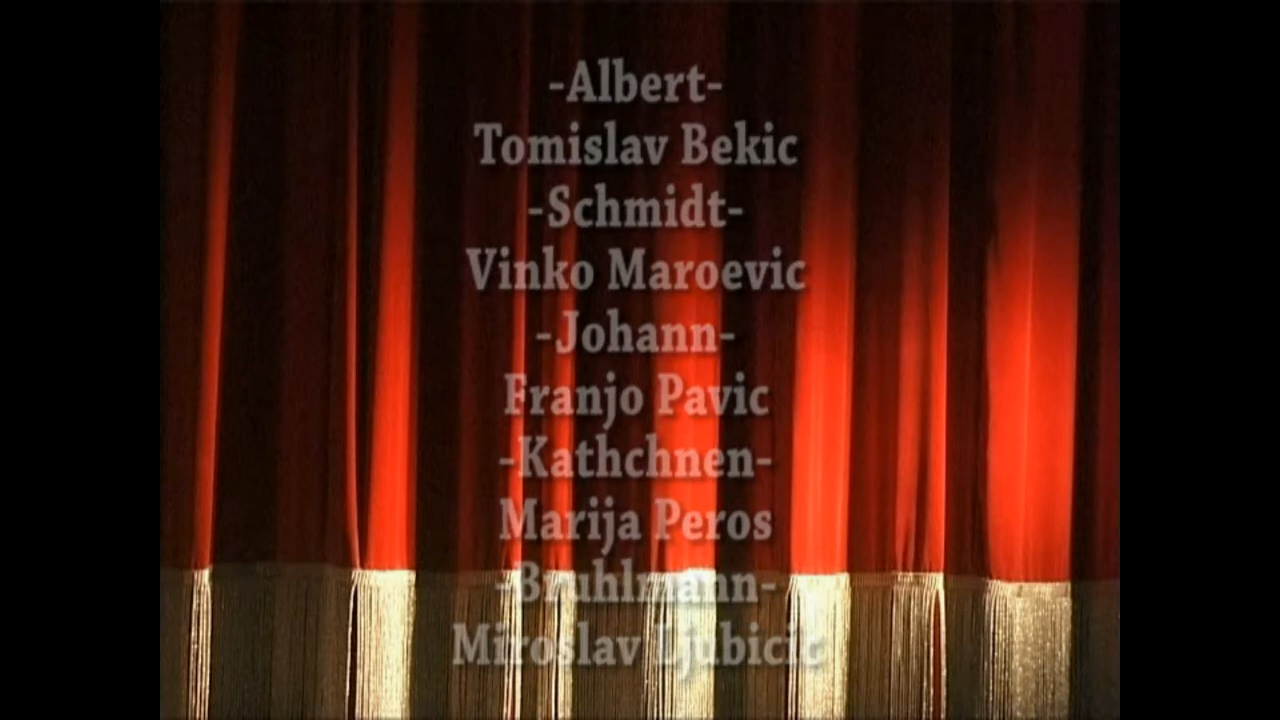 -Albert-
Tomislav Bekic
-Schmidt-
Vinko Maroevic
-Johann-
Franjo Pavic
-Kathchnen-
Marija Peros
-Bruhlmann-
Miroslav Ljubicic